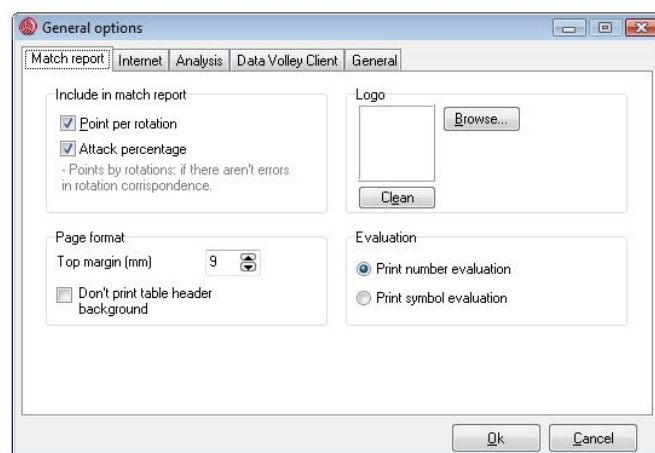 General options
Match report
Internet
Analysis
Data Volley Client
General
Include in match report
Point per rotation
Attack percentage
- Points by rotations: if there aren't errors
in rotation corrispondence.
Logo
Browse...
Clean
Page format
Top margin (mm) 9
Don't print table header
background
Evaluation
Print number evaluation
Print symbol evaluation
Ok
Cancel